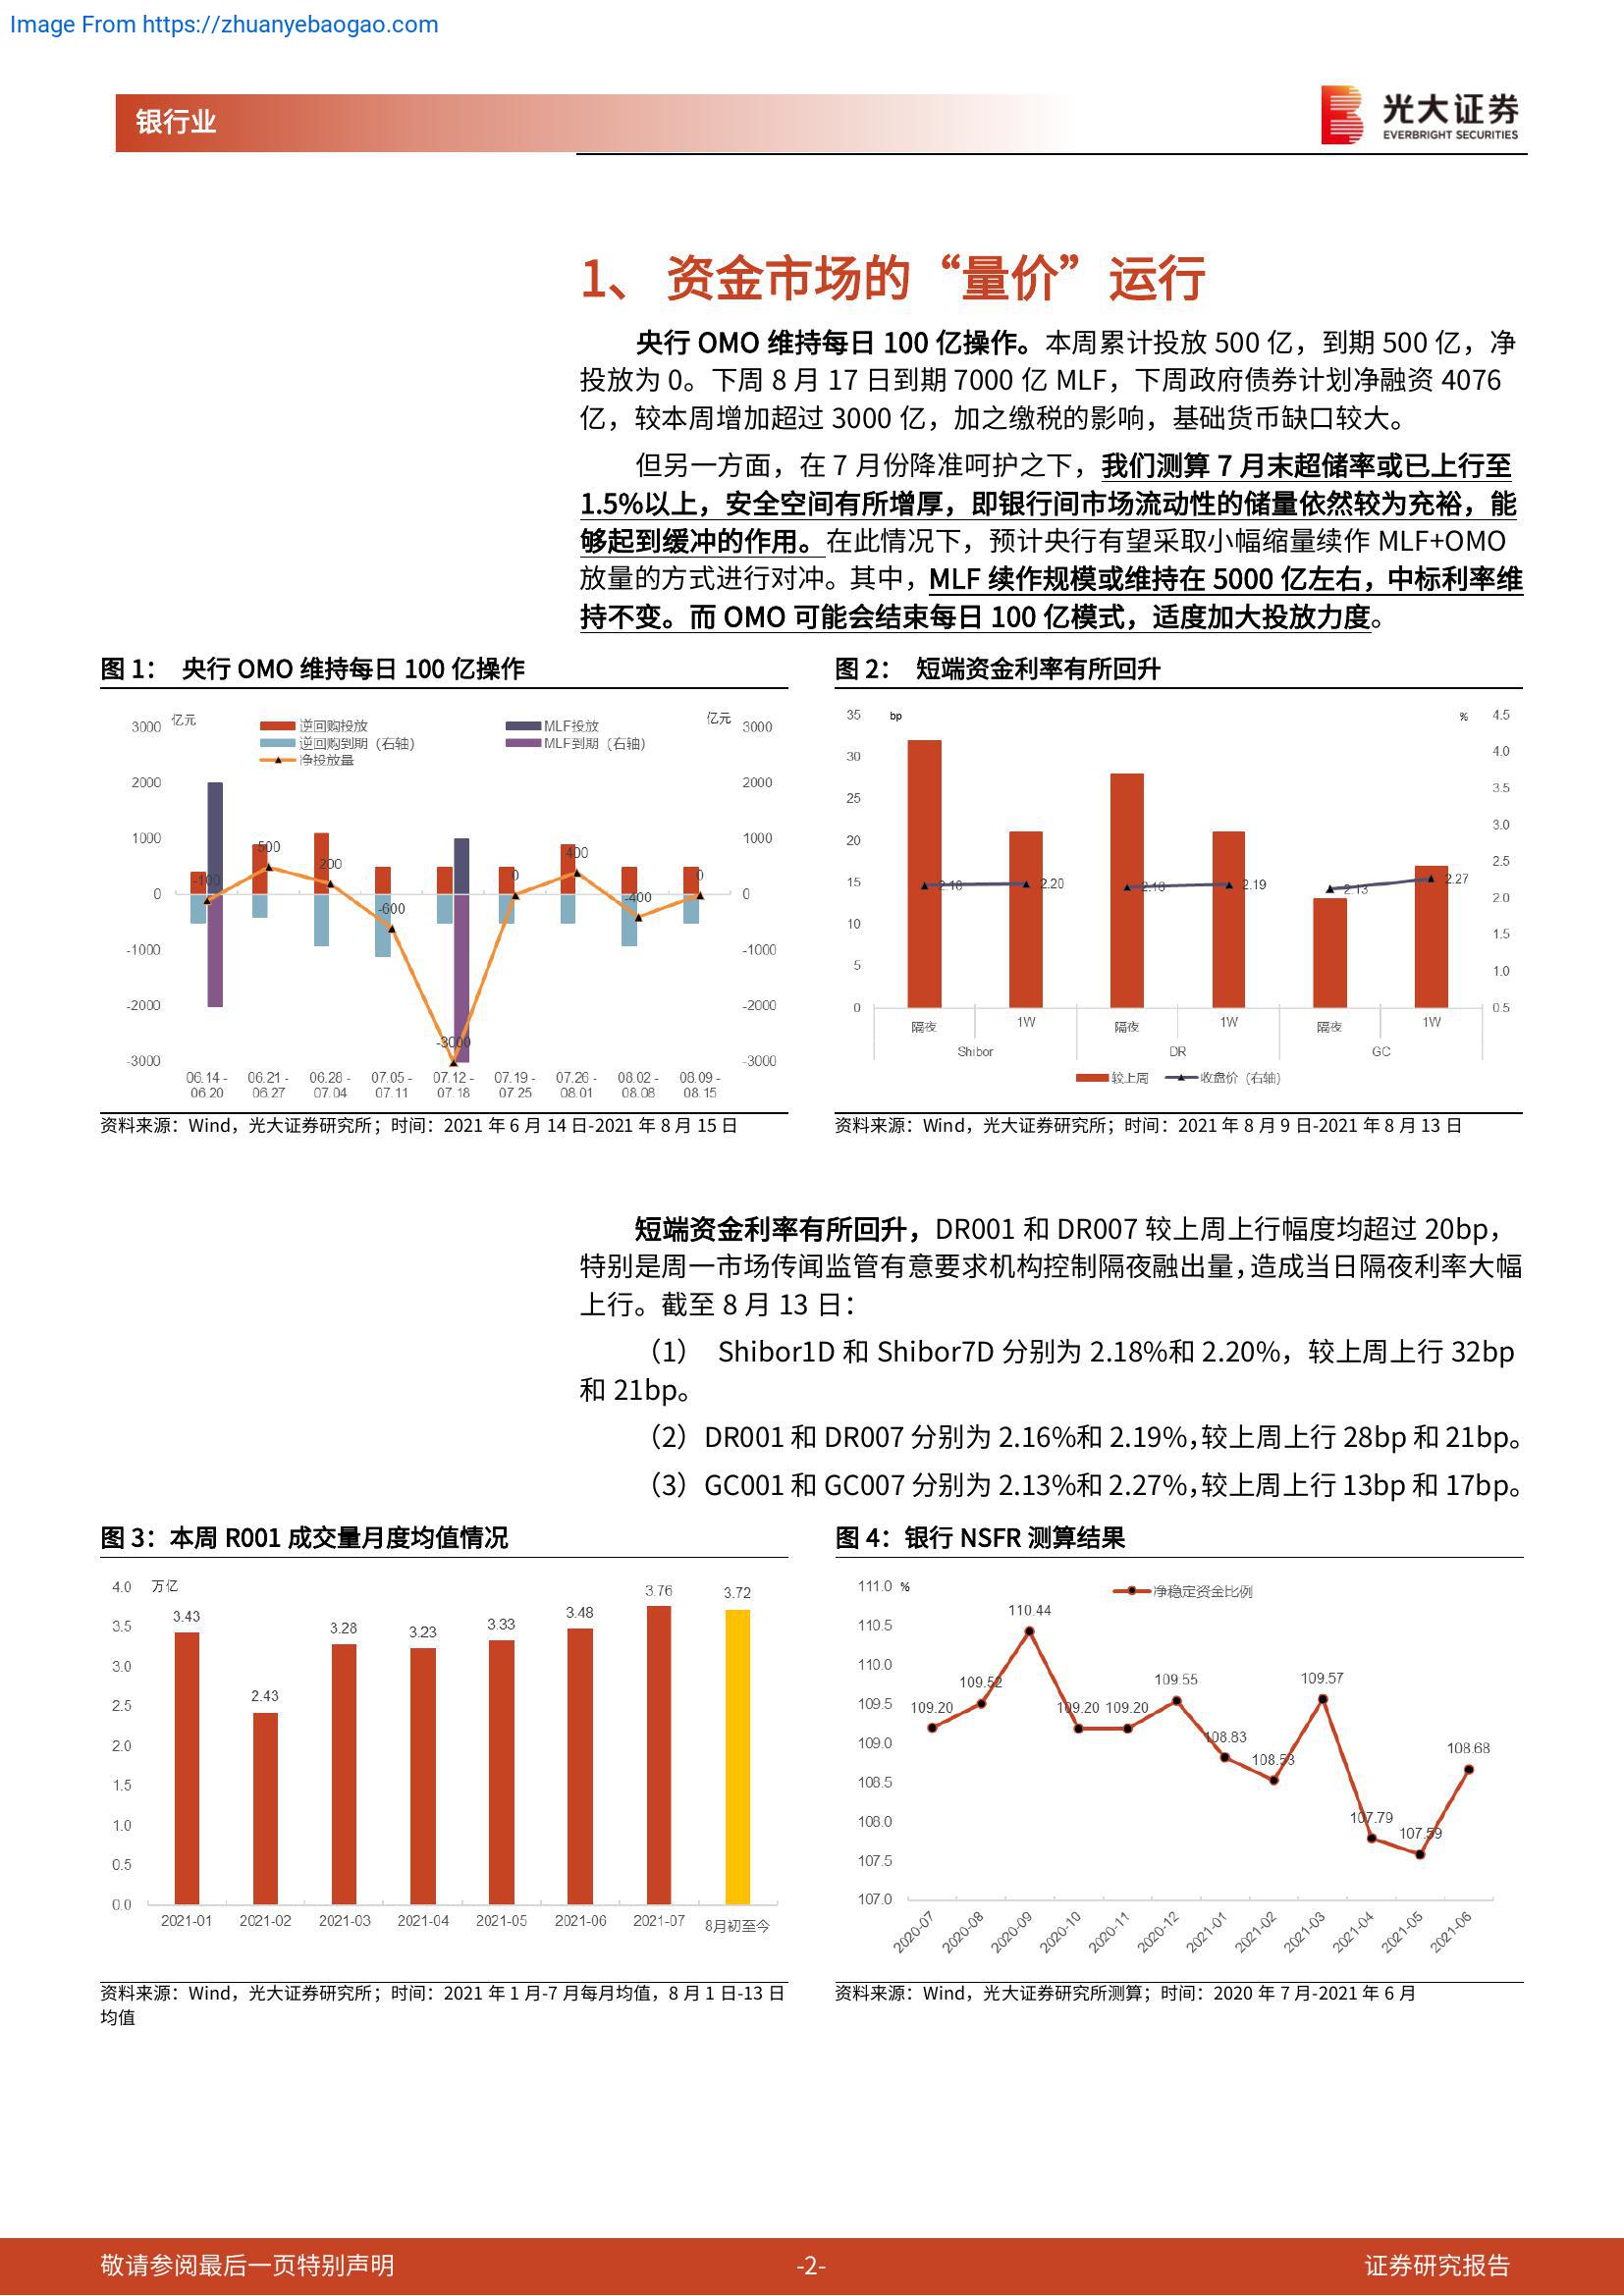 Image From https://zhuanyebaogao.com
银行业
光大证券
EVERBRIGHT SECURITIES
1、 资金市场的“量价”运行
央行 OMO 维持每日 100 亿操作。本周累计投放 500 亿，到期 500 亿，净
投放为 0。下周 8 月 17 日到期 7000 亿 MLF，下周政府债券计划净融资 4076
亿，较本周增加超过 3000 亿，加之缴税的影响，基础货币缺口较大。
但另一方面，在 7 月份降准呵护之下，我们测算 7 月末超储率或已上行至
1.5%以上，安全空间有所增厚，即银行间市场流动性的储量依然较为充裕，能
够起到缓冲的作用。在此情况下，预计央行有望采取小幅缩量续作 MLF+OMO
放量的方式进行对冲。其中，MLF 续作规模或维持在 5000 亿左右，中标利率维
持不变。而 OMO 可能会结束每日 100 亿模式，适度加大投放力度。
图 1： 央行 OMO 维持每日 100 亿操作
3000 亿元 亿元 3000
逆回购投放 MLF投放
逆回购到期（右轴） MLF到期（右轴）
净投放量
2000 2000
1000 1000
0 0
-1000 -1000
-2000 -2000
-3000 -3000
-100 500 200 -600 -3000 0 400 -400 0
06.14 - 06.21 - 06.28 - 07.05 - 07.12 - 07.19 - 07.26 - 08.02 - 08.09 -
06.20 06.27 07.04 07.11 07.18 07.25 08.01 08.08 08.15
资料来源：Wind，光大证券研究所；时间：2021 年 6 月 14 日-2021 年 8 月 15 日
图 2： 短端资金利率有所回升
35 bp % 4.5
30 4.0
25 3.5
20 3.0
15 2.5
10 2.0
5 1.5
0 1.0
0.5
2.18 2.20 2.16 2.19 2.13 2.27
隔夜 1W 隔夜 1W 隔夜 1W
Shibor DR GC
较上周 收盘价（右轴）
资料来源：Wind，光大证券研究所；时间：2021 年 8 月 9 日-2021 年 8 月 13 日
短端资金利率有所回升，DR001 和 DR007 较上周上行幅度均超过 20bp，
特别是周一市场传闻监管有意要求机构控制隔夜融出量，造成当日隔夜利率大幅
上行。截至 8 月 13 日：
（1） Shibor1D 和 Shibor7D 分别为 2.18%和 2.20%，较上周上行 32bp
和 21bp。
（2）DR001 和 DR007 分别为 2.16%和 2.19%，较上周上行 28bp 和 21bp。
（3）GC001 和 GC007 分别为 2.13%和 2.27%，较上周上行 13bp 和 17bp。
图 3：本周 R001 成交量月度均值情况
4.0 万亿
3.5
3.0
2.5
2.0
1.5
1.0
0.5
0.0
3.43 2.43 3.28 3.23 3.33 3.48 3.76 3.72
2021-01 2021-02 2021-03 2021-04 2021-05 2021-06 2021-07 8月初至今
资料来源：Wind，光大证券研究所；时间：2021 年 1 月-7 月每月均值，8 月 1 日-13 日
均值
图 4：银行 NSFR 测算结果
111.0 %
净稳定资金比例
110.5
110.0
109.5
109.0
108.5
108.0
107.5
107.0
109.20 109.52 110.44 109.20 109.20 109.55 108.83 108.53 109.57 107.79 107.59 108.68
2020-07 2020-08 2020-09 2020-10 2020-11 2020-12 2021-01 2021-02 2021-03 2021-04 2021-05 2021-06
资料来源：Wind，光大证券研究所测算；时间：2020 年 7 月-2021 年 6 月
敬请参阅最后一页特别声明
-2-
证券研究报告